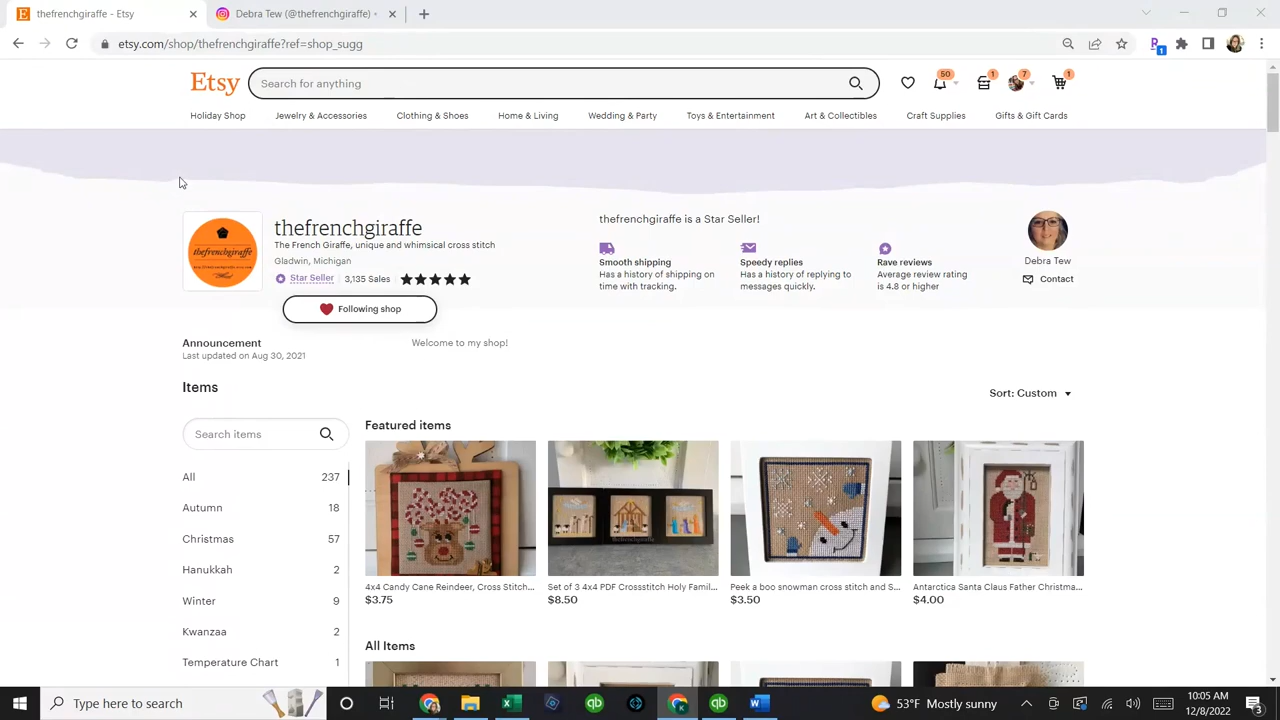 thefrenchgiraffe - Etsy
Debra Tew (@thefrenchgiraffe) •
etsy.com/shop/thefrenchgiraffe?ref=shop_sugg
1
Etsy
Search for anything
50
1
7
1
Holiday Shop
Jewelry & Accessories
Clothing & Shoes
Home & Living
Wedding & Party
Toys & Entertainment
Art & Collectibles
Craft Supplies
Gifts & Gift Cards
thefrenchgiraffe
thefrenchgiraffe
The French Giraffe, unique and whimsical cross stitch
Gladwin, Michigan
Star Seller
3,135 Sales
Following shop
thefrenchgiraffe is a Star Seller!
Smooth shipping
Has a history of shipping on
time with tracking.
Speedy replies
Has a history of replying to
messages quickly.
Rave reviews
Average review rating
is 4.8 or higher
Debra Tew
Contact
Announcement
Last updated on Aug 30, 2021
Welcome to my shop!
Items
Sort: Custom
Search items
All 237
Autumn 18
Christmas 57
Hanukkah 2
Winter 9
Kwanzaa 2
Temperature Chart 1
Featured items
4x4 Candy Cane Reindeer, Cross Stitch...
$3.75
Set of 3 4x4 PDF Crossstitch Holy Famil...
$8.50
Peek a boo snowman cross stitch and S...
$3.50
Antarctica Santa Claus Father Christma...
$4.00
All Items
Type here to search
53°F Mostly sunny
10:05 AM
12/8/2022
3